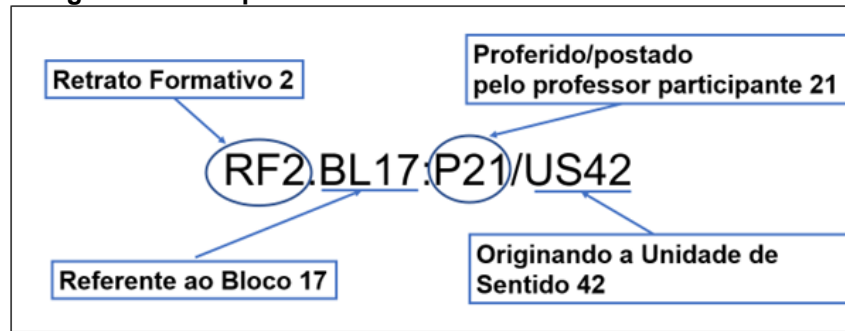 Proferido/postado
pelo professor participante 21
Retrato Formativo 2
RF2.BL17:P21/US42
Referente ao Bloco 17
Originando a Unidade de
Sentido 42